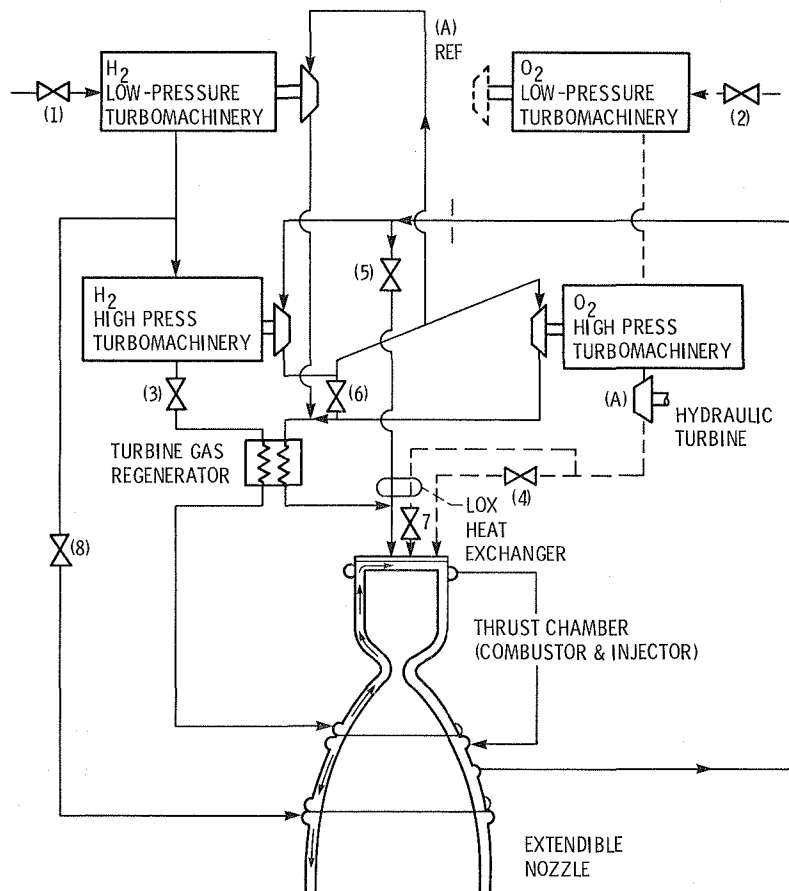 (A)
REF
H2
LOW-PRESSURE
TURBOMACHINERY
O2
LOW-PRESSURE
TURBOMACHINERY
(1)
(2)
(5)
H2
HIGH PRESS
TURBOMACHINERY
O2
HIGH PRESS
TURBOMACHINERY
(3)
(6)
(A)
HYDRAULIC
TURBINE
TURBINE GAS
REGENERATOR
(4)
7
LOX
HEAT
EXCHANGER
(8)
THRUST CHAMBER
(COMBUSTOR & INJECTOR)
EXTENDIBLE
NOZZLE